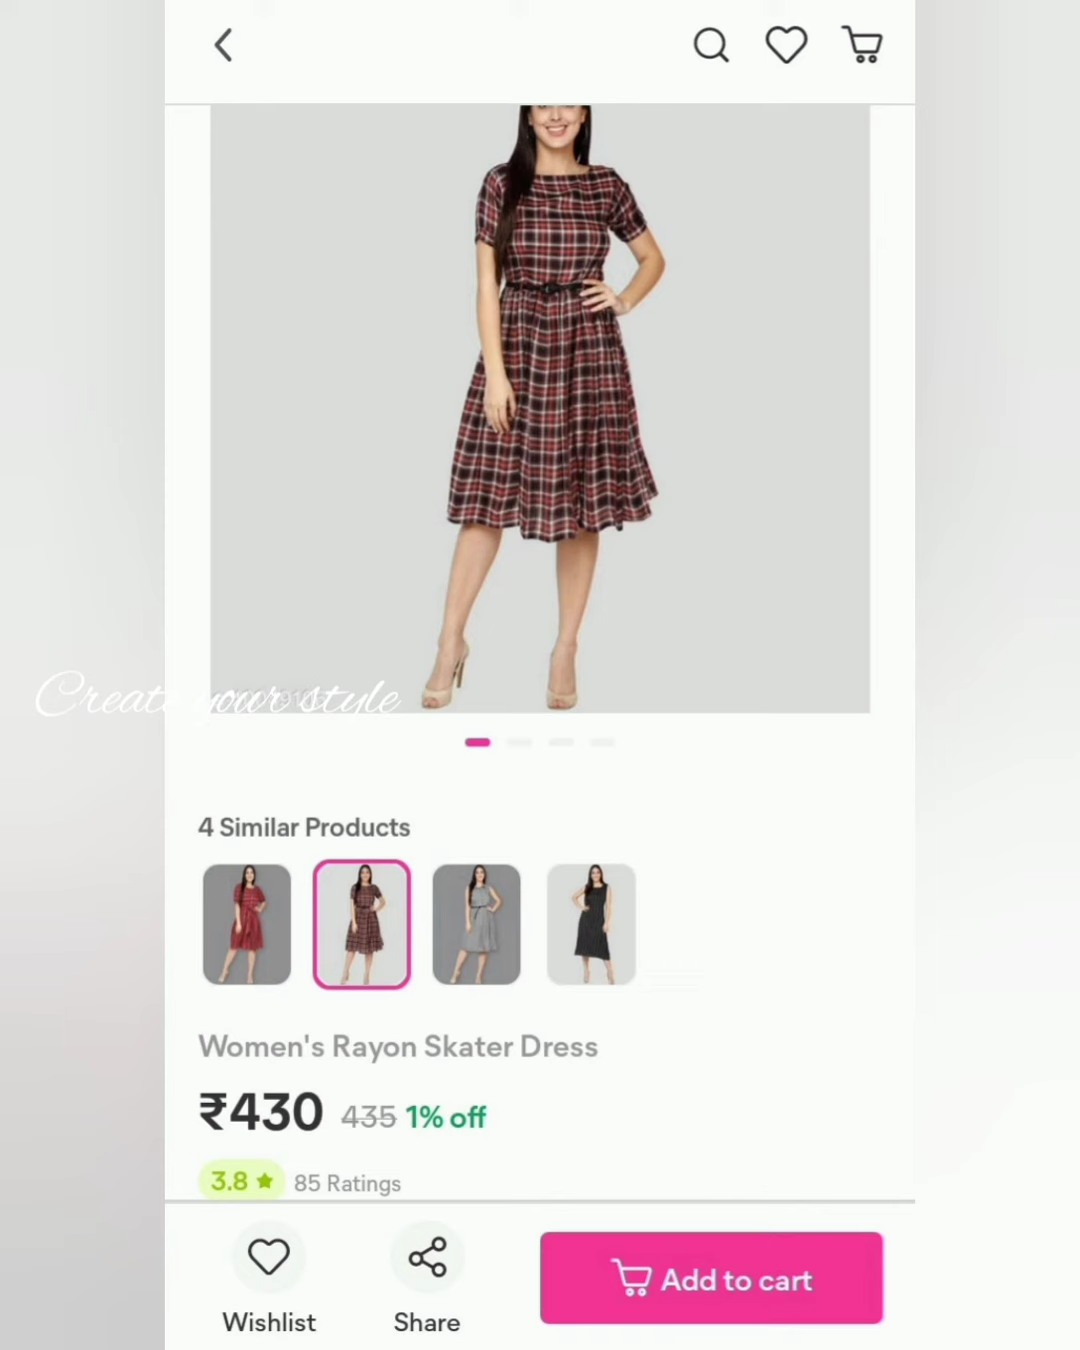 Create your style
4 Similar Products
Women's Rayon Skater Dress
₹430 435 1% off
3.8 ★ 85 Ratings
Wishlist
Share
Add to cart